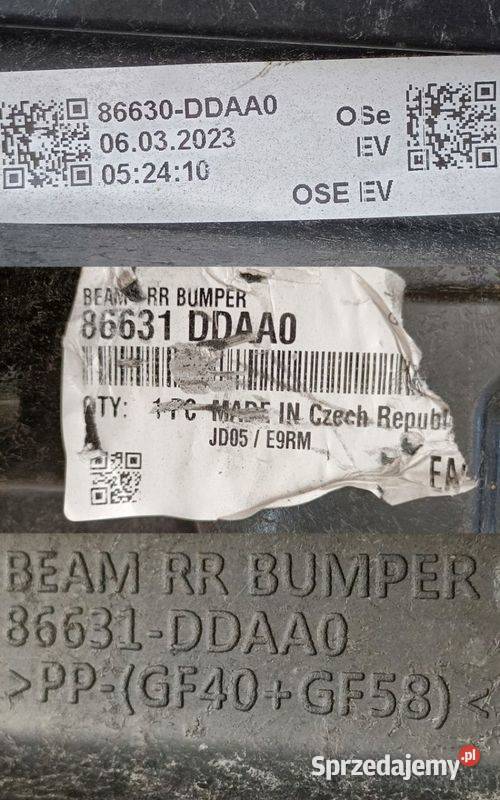 86630-DDAA0
06.03.2023
05:24:10
OSe
EV
OSE EV
BEAM RR BUMPER
86631 DDAA0
QTY: 1 PC MADE IN Czech Republ
JD05 / E9RM
BEAM RR BUMPER
86631-DDAA0
>PP-(GF40+GF58)<
Sprzedajemy.pl